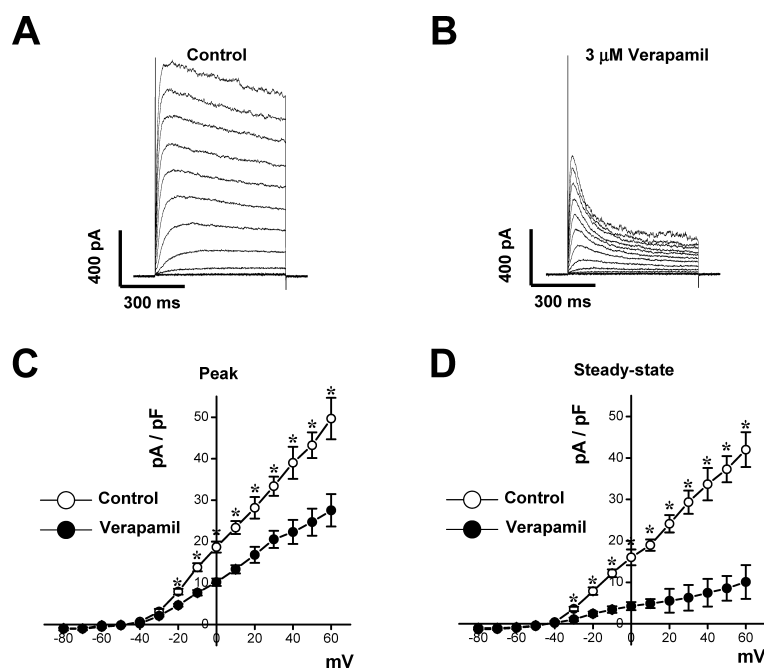 A
Control
400 pA
300 ms
B
3 µM Verapamil
400 pA
300 ms
C
Peak
pA / pF
Control
Verapamil
50
40
30
20
10
0
-80 -60 -40 -20 20 40 60
mV
* * * * * * * * *
D
Steady-state
pA / pF
Control
Verapamil
50
40
30
20
10
0
-80 -60 -40 -20 0 20 40 60
mV
* * * * * * * * * *